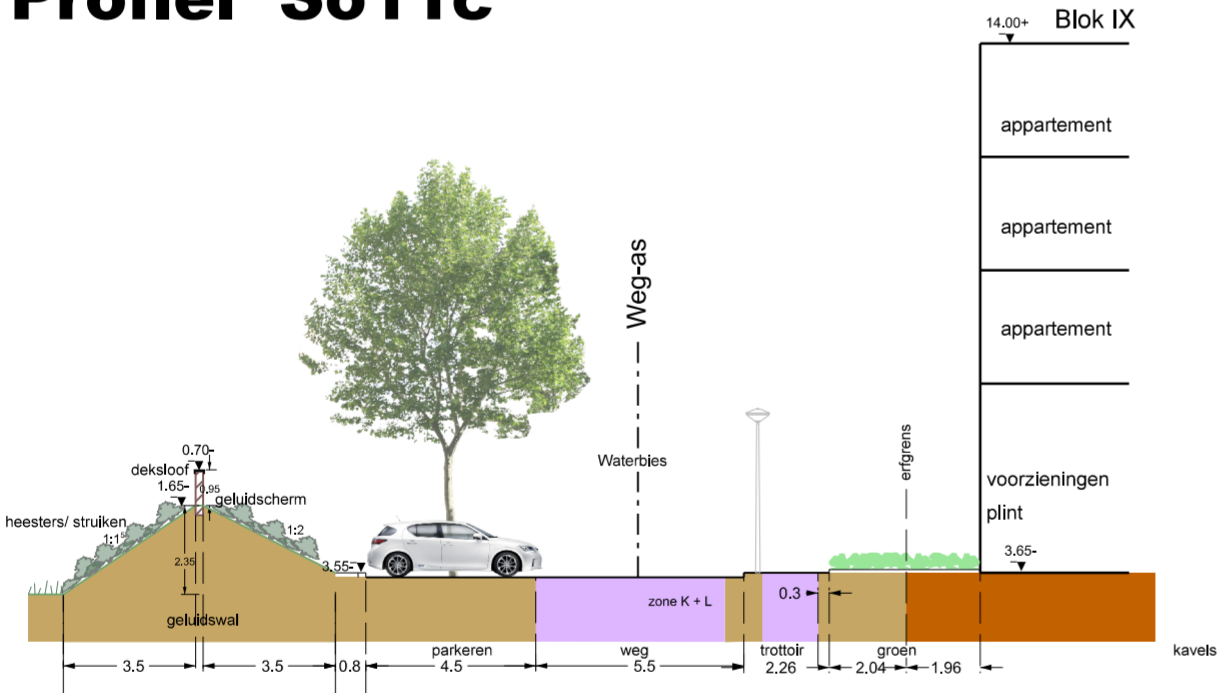 Profiel So11c
14.00+
Blok IX
appartement
appartement
appartement
Weg-as
Waterbies
erfgrens
voorzieningen
plint
3.65-
0.70-
deksloof
1.65-
0.95
geluidscherm
heesters/ struiken
1:1⁵
1:2
2.35
3.55-
geluidswal
zone K + L
0.3
parkeren
weg
trottoir
groen
kavels
3.5
3.5
0.8
4.5
5.5
2.26
2.04
1.96